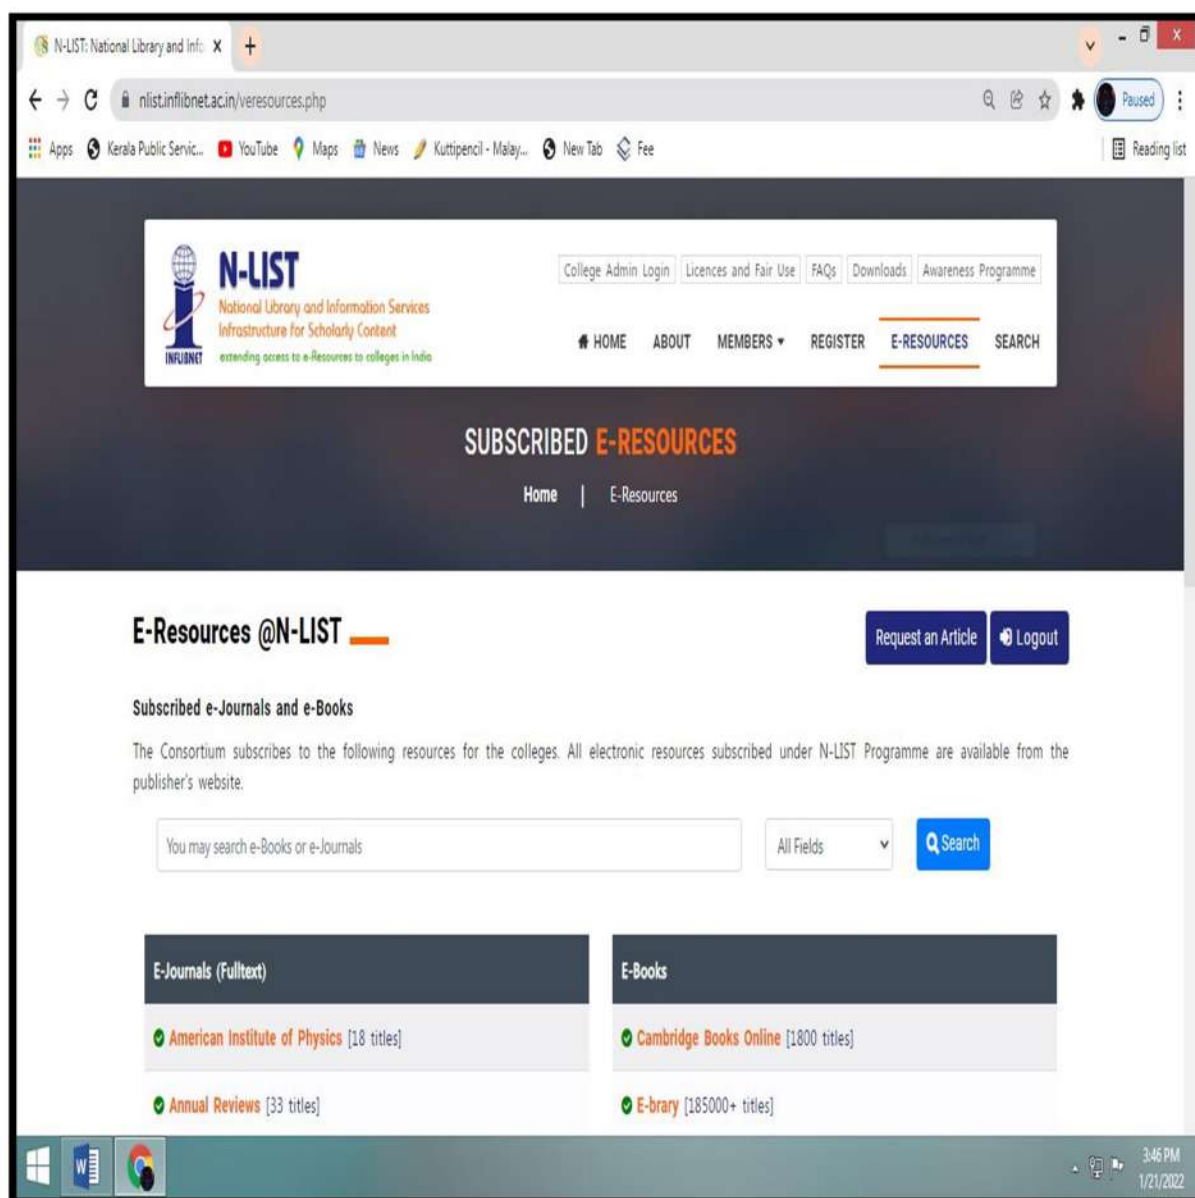 N-LIST: National Library and Info
nlist.inflibnet.ac.in/veresources.php
Paused
Apps Kerala Public Servic... YouTube Maps News Kuttipencil - Malay... New Tab Fee Reading list
N-LIST
National Library and Information Services
Infrastructure for Scholarly Content
extending access to e-Resources to colleges in India
INFLIBNET
College Admin Login Licences and Fair Use FAQs Downloads Awareness Programme
HOME ABOUT MEMBERS REGISTER E-RESOURCES SEARCH
SUBSCRIBED E-RESOURCES
Home | E-Resources
E-Resources @N-LIST
Request an Article Logout
Subscribed e-Journals and e-Books
The Consortium subscribes to the following resources for the colleges. All electronic resources subscribed under N-LIST Programme are available from the
publisher's website.
You may search e-Books or e-Journals All Fields Search
E-Journals (Fulltext) E-Books
American Institute of Physics [18 titles] Cambridge Books Online [1800 titles]
Annual Reviews [33 titles] E-brary [185000+ titles]
3:46 PM
1/21/2022